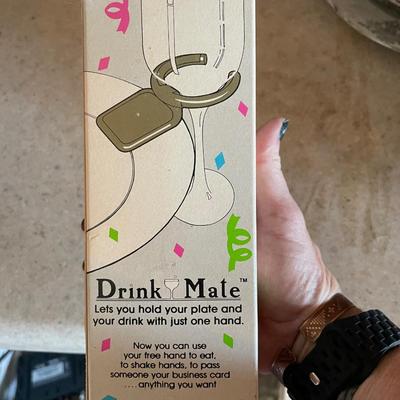 Drink Mate™
Lets you hold your plate and
your drink with just one hand.
Now you can use
your free hand to eat,
to shake hands, to pass
someone your business card
....anything you want